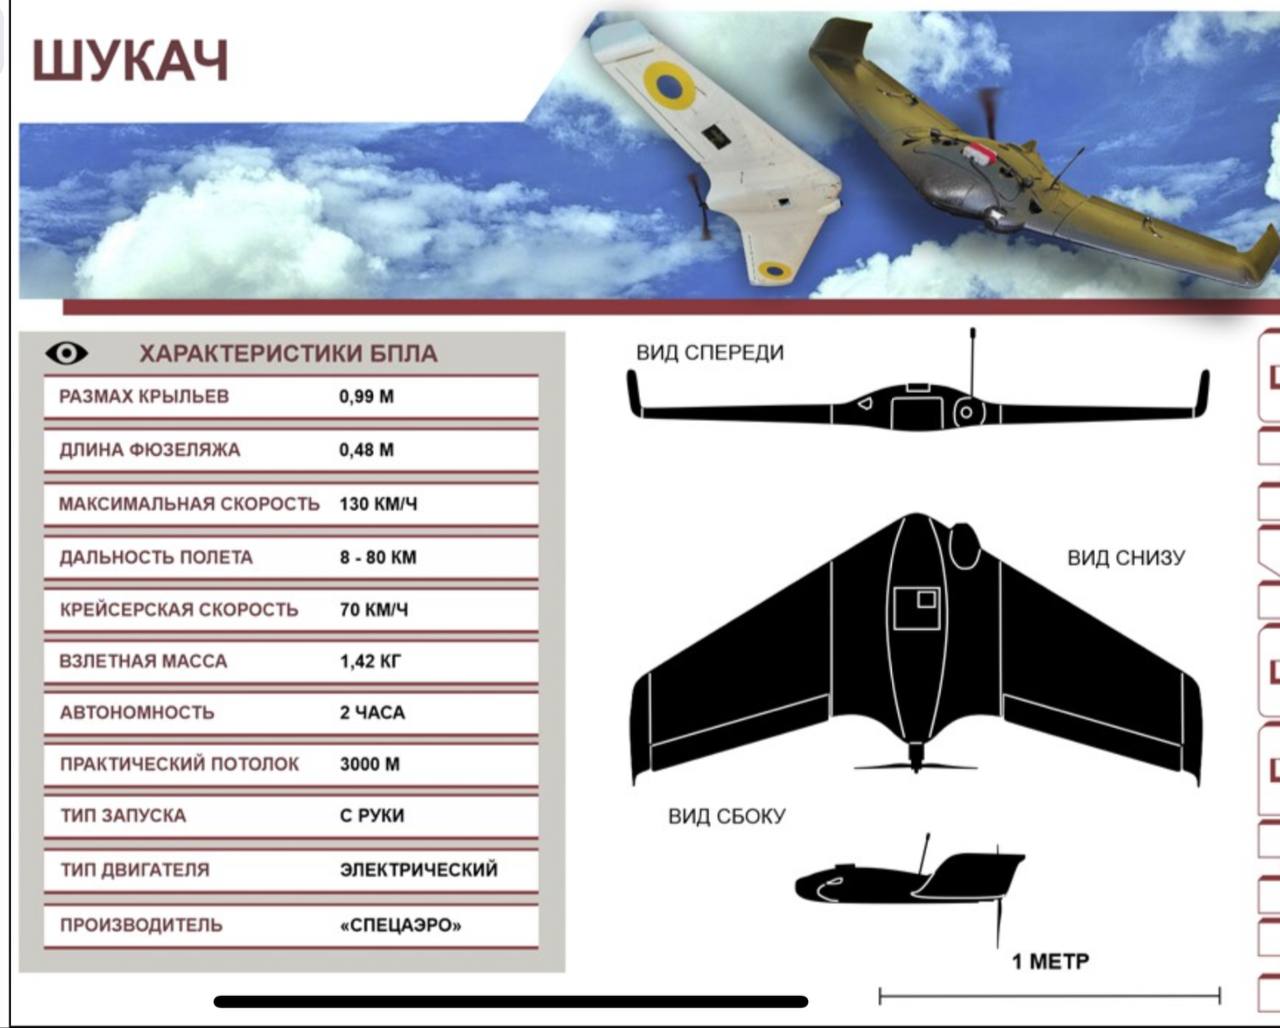 ШУКАЧ
ХАРАКТЕРИСТИКИ БПЛА
РАЗМАХ КРЫЛЬЕВ 0,99 М
ДЛИНА ФЮЗЕЛЯЖА 0,48 М
МАКСИМАЛЬНАЯ СКОРОСТЬ 130 КМ/Ч
ДАЛЬНОСТЬ ПОЛЕТА 8 - 80 КМ
КРЕЙСЕРСКАЯ СКОРОСТЬ 70 КМ/Ч
ВЗЛЕТНАЯ МАССА 1,42 КГ
АВТОНОМНОСТЬ 2 ЧАСА
ПРАКТИЧЕСКИЙ ПОТОЛОК 3000 М
ТИП ЗАПУСКА С РУКИ
ТИП ДВИГАТЕЛЯ ЭЛЕКТРИЧЕСКИЙ
ПРОИЗВОДИТЕЛЬ «СПЕЦАЭРО»
ВИД СПЕРЕДИ
ВИД СНИЗУ
ВИД СБОКУ
1 МЕТР